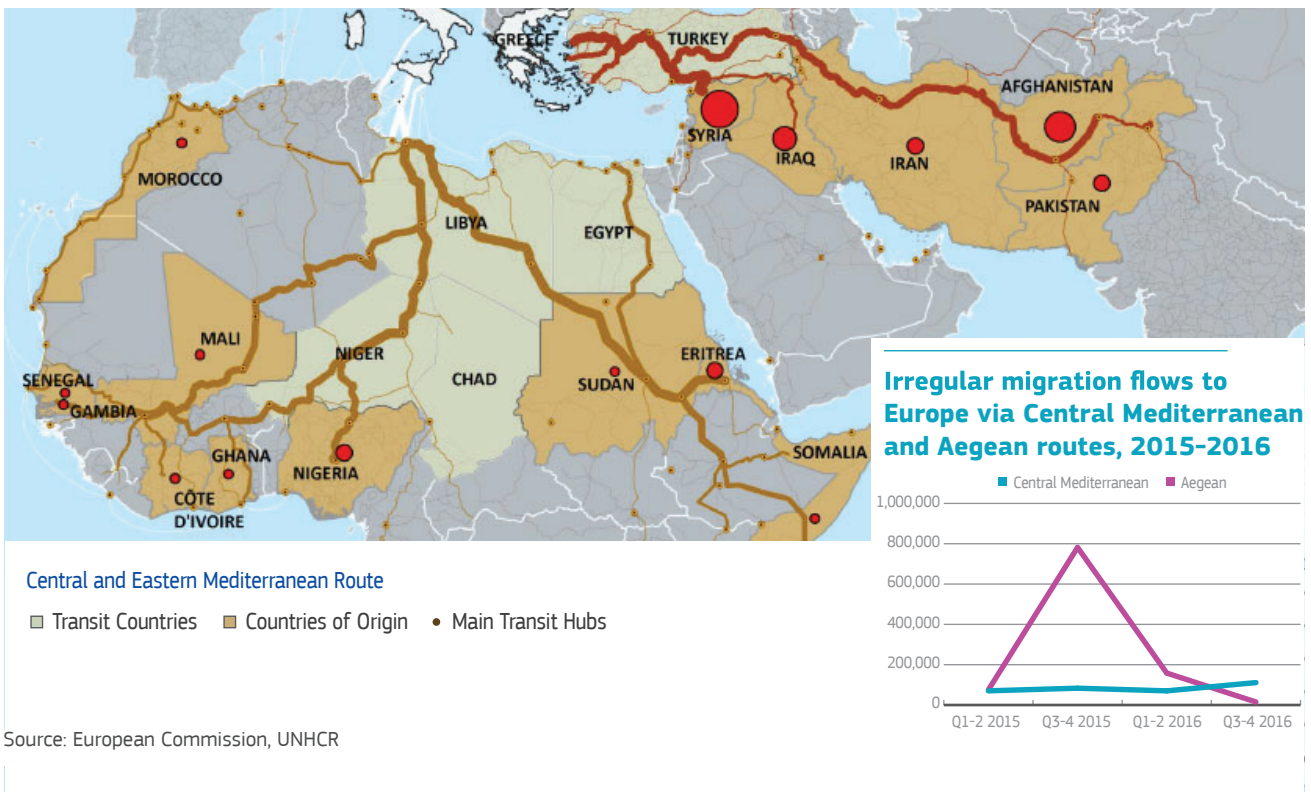 GREECE
TURKEY
AFGHANISTAN
SYRIA
IRAQ
IRAN
PAKISTAN
MOROCCO
LIBYA
EGYPT
MALI
NIGER
CHAD
SUDAN
ERITREA
SENEGAL
GAMBIA
GHANA
NIGERIA
SOMALIA
CÔTE
D'IVOIRE
Irregular migration flows to
Europe via Central Mediterranean
and Aegean routes, 2015-2016
Central Mediterranean Aegean
1,000,000
800,000
600,000
400,000
200,000
0
Q1-2 2015 Q3-4 2015 Q1-2 2016 Q3-4 2016
Central and Eastern Mediterranean Route
Transit Countries Countries of Origin Main Transit Hubs
Source: European Commission, UNHCR